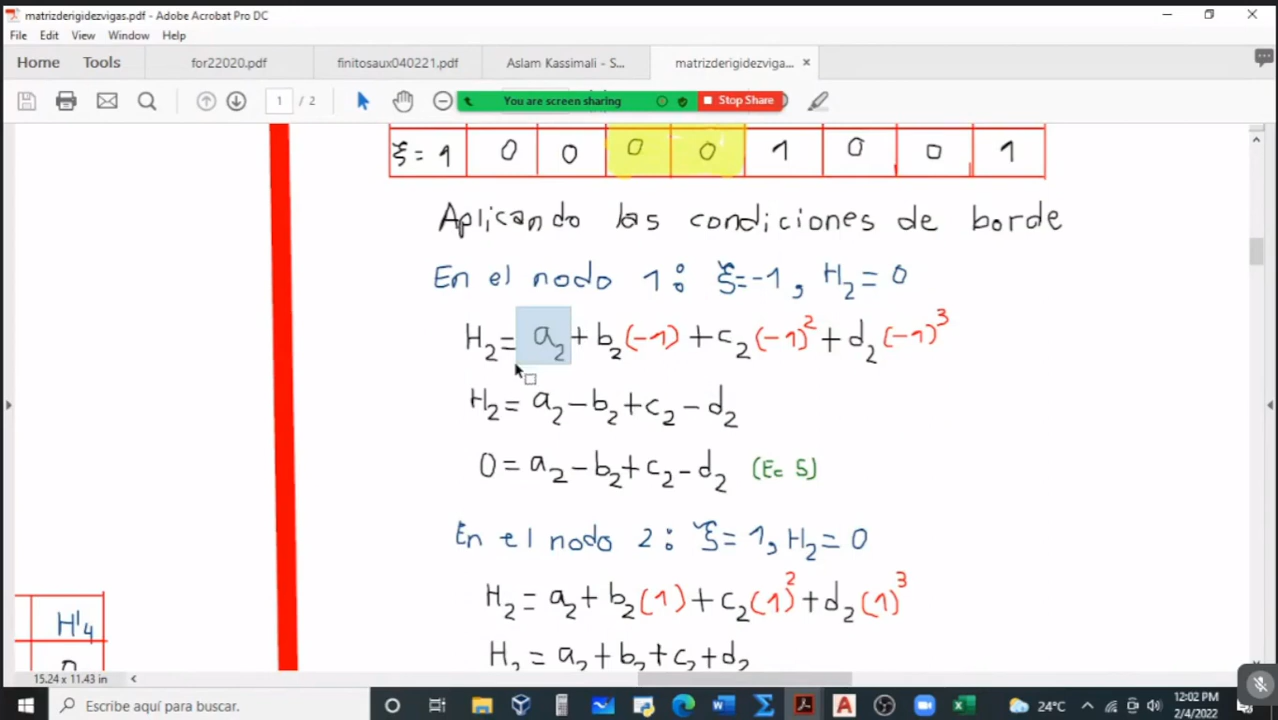 matrizderigidezvigas.pdf - Adobe Acrobat Pro DC
File Edit View Window Help
Home Tools for22020.pdf finitosaux040221.pdf Aslam Kassimali - S... matrizderigidezviga... ×
1 / 2 You are screen sharing Stop Share
ξ = 1 0 0 0 0 1 0 0 1
Aplicando las condiciones de borde
En el nodo 1: ξ=-1, H₂=0
H₂= a₂+b₂(-1)+c₂(-1)²+d₂(-1)³
H₂= a₂-b₂+c₂-d₂
0= a₂-b₂+c₂-d₂ (Ec 5)
En el nodo 2: ξ=1, H₂=0
H₂= a₂+b₂(1)+c₂(1)²+d₂(1)³
H₂= a₂+b₂+c₂+d₂
H'₄
15.24 x 11.43 in
Escribe aquí para buscar.
24°C
12:02 PM
2/4/2022